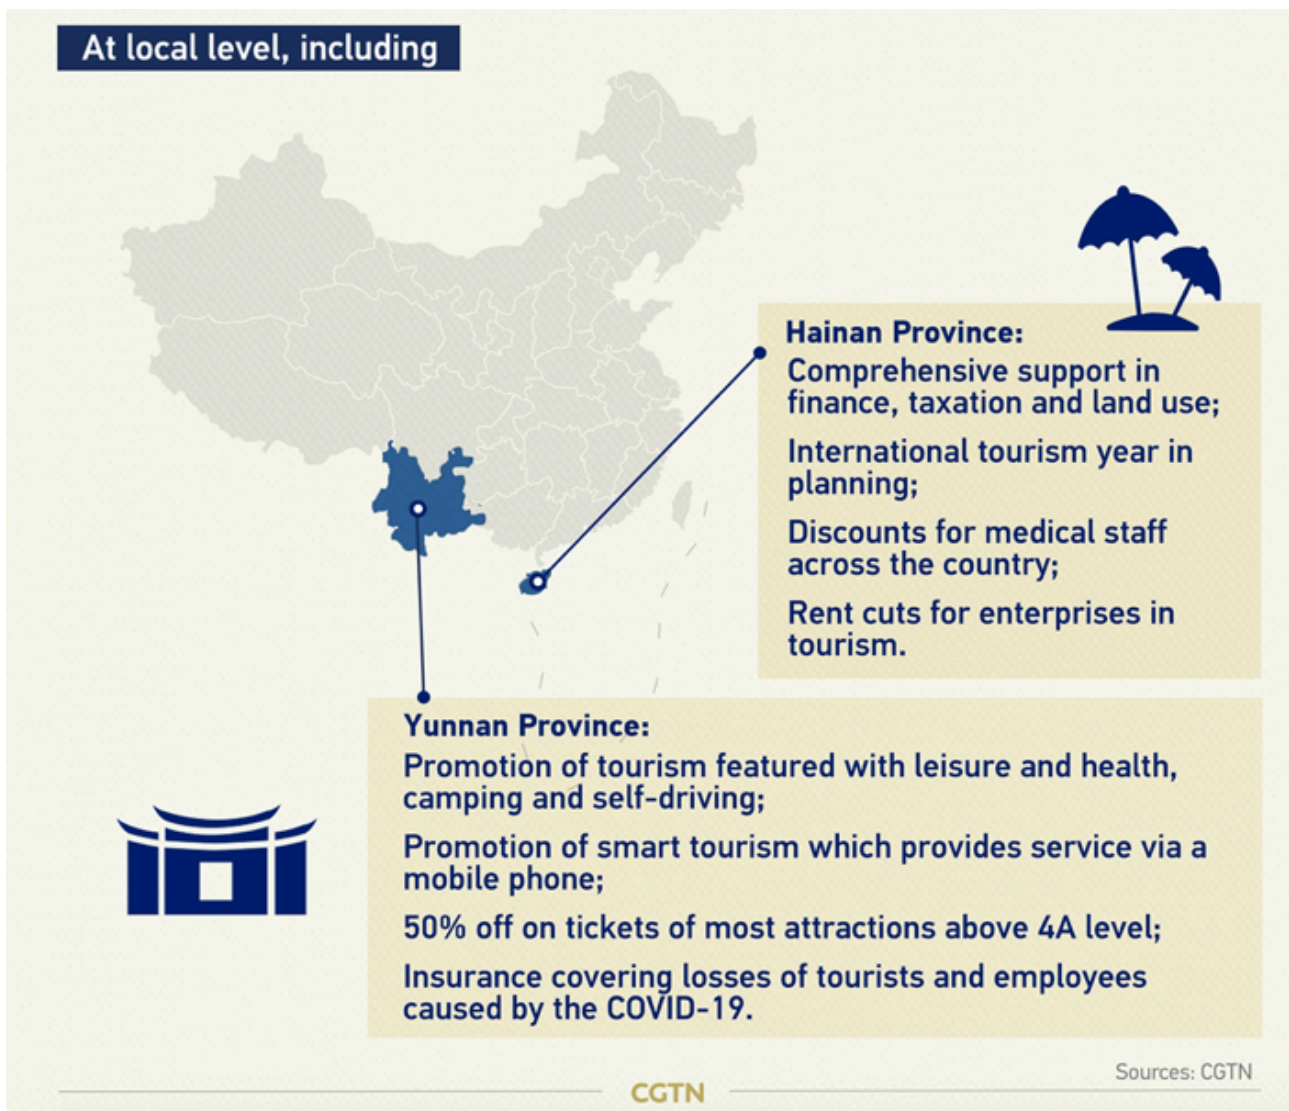 At local level, including
Hainan Province:
Comprehensive support in
finance, taxation and land use;
International tourism year in
planning;
Discounts for medical staff
across the country;
Rent cuts for enterprises in
tourism.
Yunnan Province:
Promotion of tourism featured with leisure and health,
camping and self-driving;
Promotion of smart tourism which provides service via a
mobile phone;
50% off on tickets of most attractions above 4A level;
Insurance covering losses of tourists and employees
caused by the COVID-19.
Sources: CGTN
CGTN